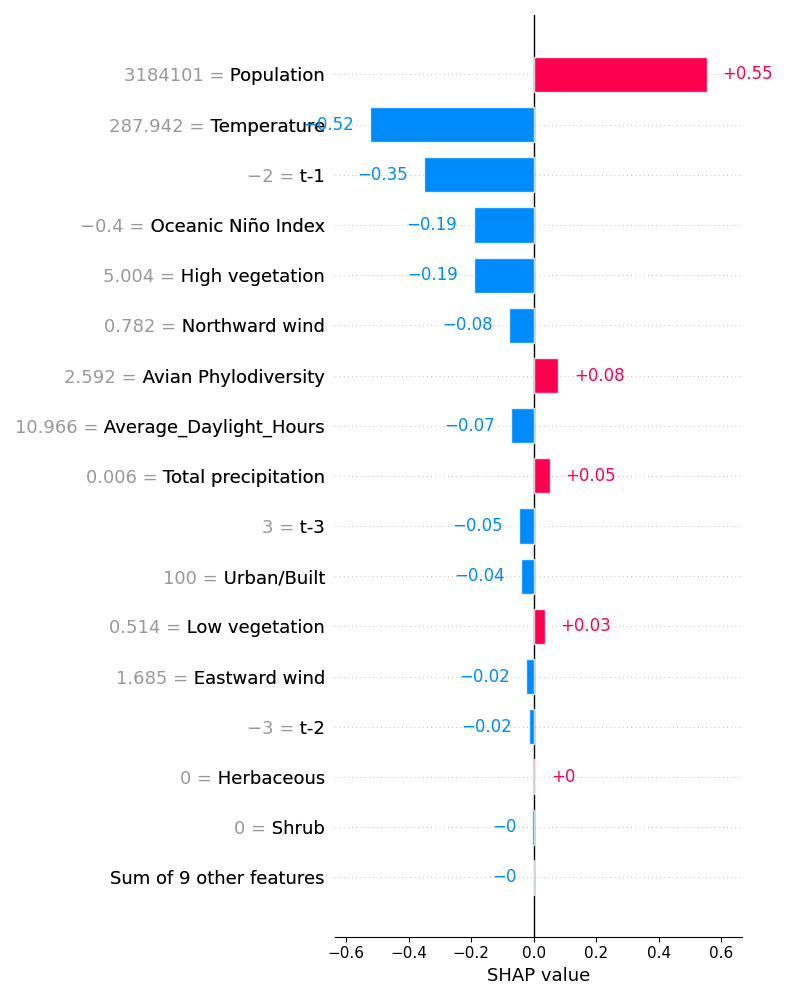 3184101 = Population +0.55
287.942 = Temperature −0.52
−2 = t-1 −0.35
−0.4 = Oceanic Niño Index −0.19
5.004 = High vegetation −0.19
0.782 = Northward wind −0.08
2.592 = Avian Phylodiversity +0.08
10.966 = Average_Daylight_Hours −0.07
0.006 = Total precipitation +0.05
3 = t-3 −0.05
100 = Urban/Built −0.04
0.514 = Low vegetation +0.03
1.685 = Eastward wind −0.02
−3 = t-2 −0.02
0 = Herbaceous +0
0 = Shrub −0
Sum of 9 other features −0
−0.6 −0.4 −0.2 0.0 0.2 0.4 0.6
SHAP value